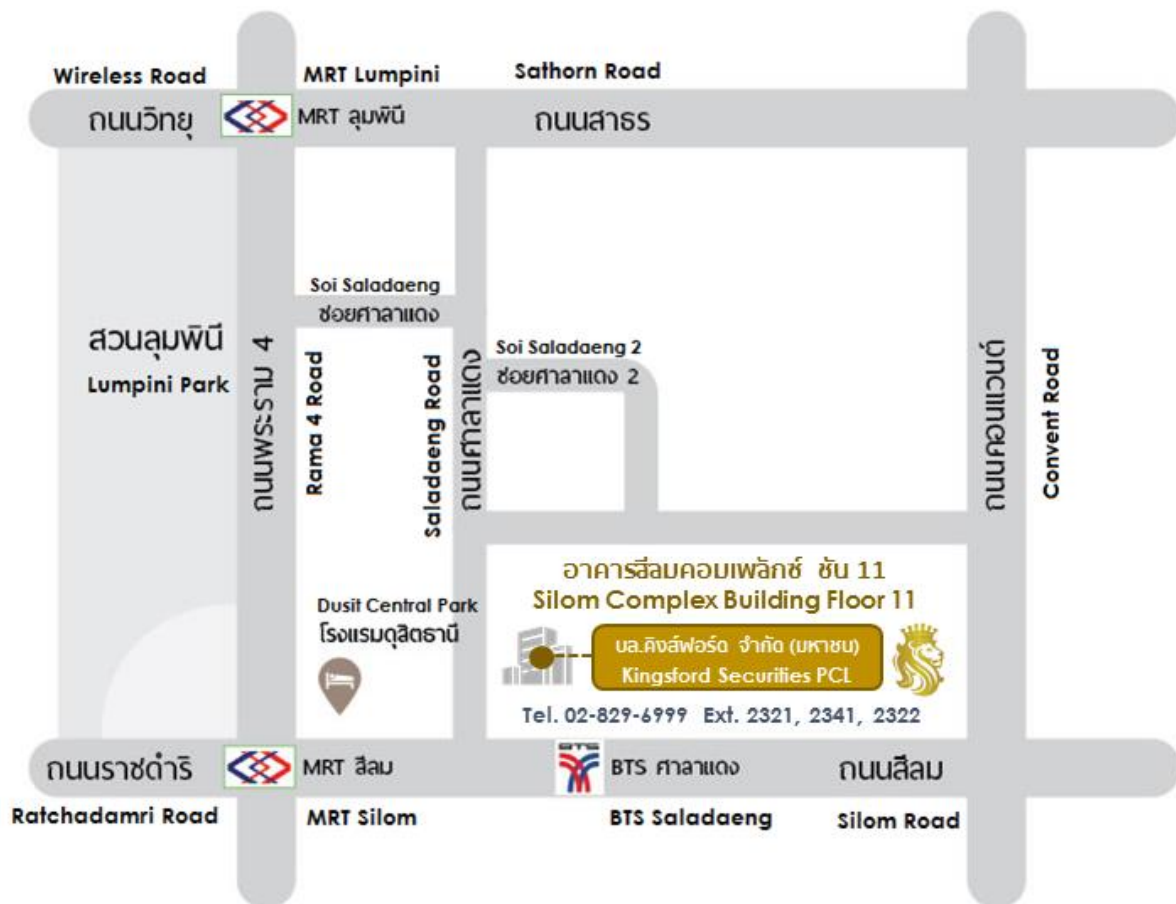 Wireless Road
MRT Lumpini
Sathorn Road
ถนนวิทยุ
MRT ลุมพินี
ถนนสาธร
Soi Saladaeng
ซอยศาลาแดง
สวนลุมพินี
Lumpini Park
ถนนพระราม 4
Rama 4 Road
Saladaeng Road
ถนนศาลาแดง
Soi Saladaeng 2
ซอยศาลาแดง 2
ถนนคอนแวนต์
Convent Road
อาคารสีลมคอมเพล็กซ์ ชั้น 11
Silom Complex Building Floor 11
Dusit Central Park
โรงแรมดุสิตธานี
บล.คิงส์ฟอร์ด จำกัด (มหาชน)
Kingsford Securities PCL
Tel. 02-829-6999 Ext. 2321, 2341, 2322
ถนนราชดำริ
MRT สีลม
BTS
BTS ศาลาแดง
ถนนสีลม
Ratchadamri Road
MRT Silom
BTS Saladaeng
Silom Road